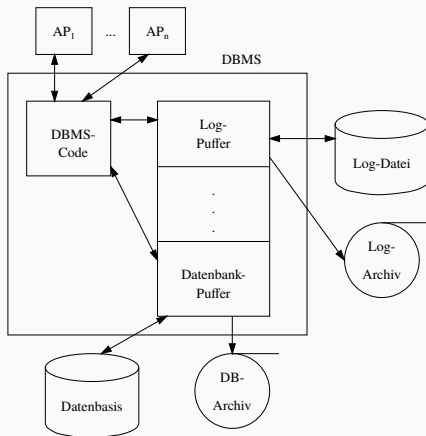 AP1 ... APn
DBMS
DBMS-
Code
Log-
Puffer
Log-Datei
.
.
.
Log-
Archiv
Datenbank-
Puffer
Datenbasis
DB-
Archiv